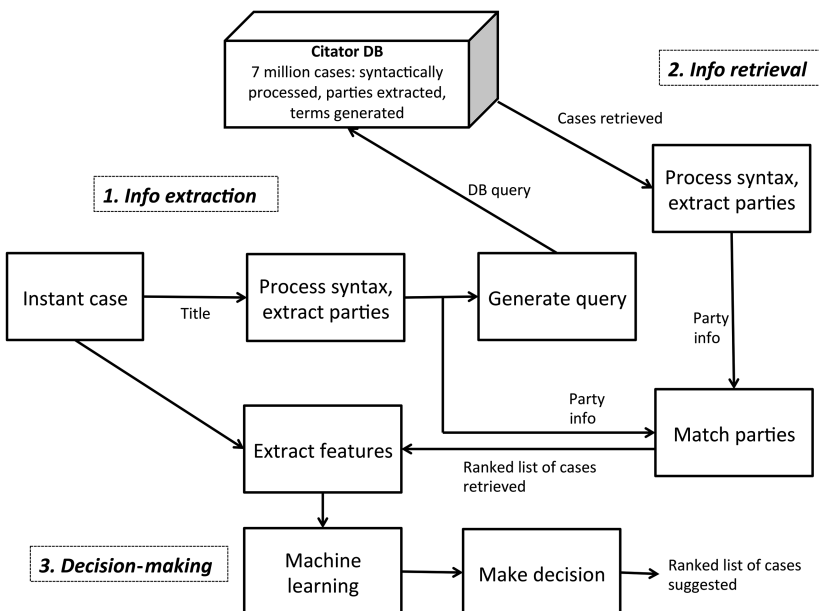 Citator DB
7 million cases: syntactically
processed, parties extracted,
terms generated
2. Info retrieval
Cases retrieved
Process syntax,
extract parties
1. Info extraction
DB query
Instant case
Title
Process syntax,
extract parties
Generate query
Party
info
Party
info
Match parties
Extract features
Ranked list of cases
retrieved
3. Decision-making
Machine
learning
Make decision
Ranked list of cases
suggested